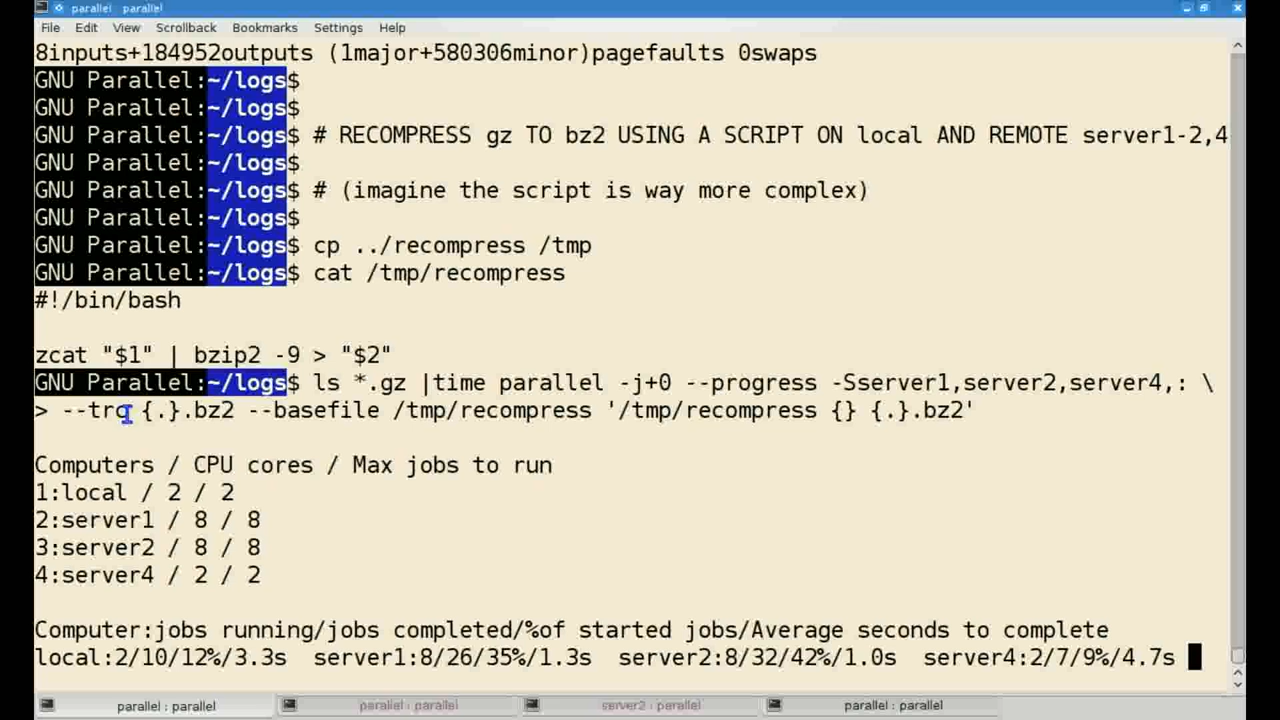 parallel : parallel
File Edit View Scrollback Bookmarks Settings Help
8inputs+184952outputs (1major+580306minor)pagefaults 0swaps
GNU Parallel:~/logs$
GNU Parallel:~/logs$
GNU Parallel:~/logs$ # RECOMPRESS gz TO bz2 USING A SCRIPT ON local AND REMOTE server1-2,4
GNU Parallel:~/logs$
GNU Parallel:~/logs$ # (imagine the script is way more complex)
GNU Parallel:~/logs$
GNU Parallel:~/logs$ cp ../recompress /tmp
GNU Parallel:~/logs$ cat /tmp/recompress
#!/bin/bash
zcat "$1" | bzip2 -9 > "$2"
GNU Parallel:~/logs$ ls *.gz |time parallel -j+0 --progress -Sserver1,server2,server4,: \
> --trc {.}.bz2 --basefile /tmp/recompress '/tmp/recompress {} {.}.bz2'
Computers / CPU cores / Max jobs to run
1:local / 2 / 2
2:server1 / 8 / 8
3:server2 / 8 / 8
4:server4 / 2 / 2
Computer:jobs running/jobs completed/%of started jobs/Average seconds to complete
local:2/10/12%/3.3s server1:8/26/35%/1.3s server2:8/32/42%/1.0s server4:2/7/9%/4.7s
parallel : parallel parallel : parallel server2 : parallel parallel : parallel